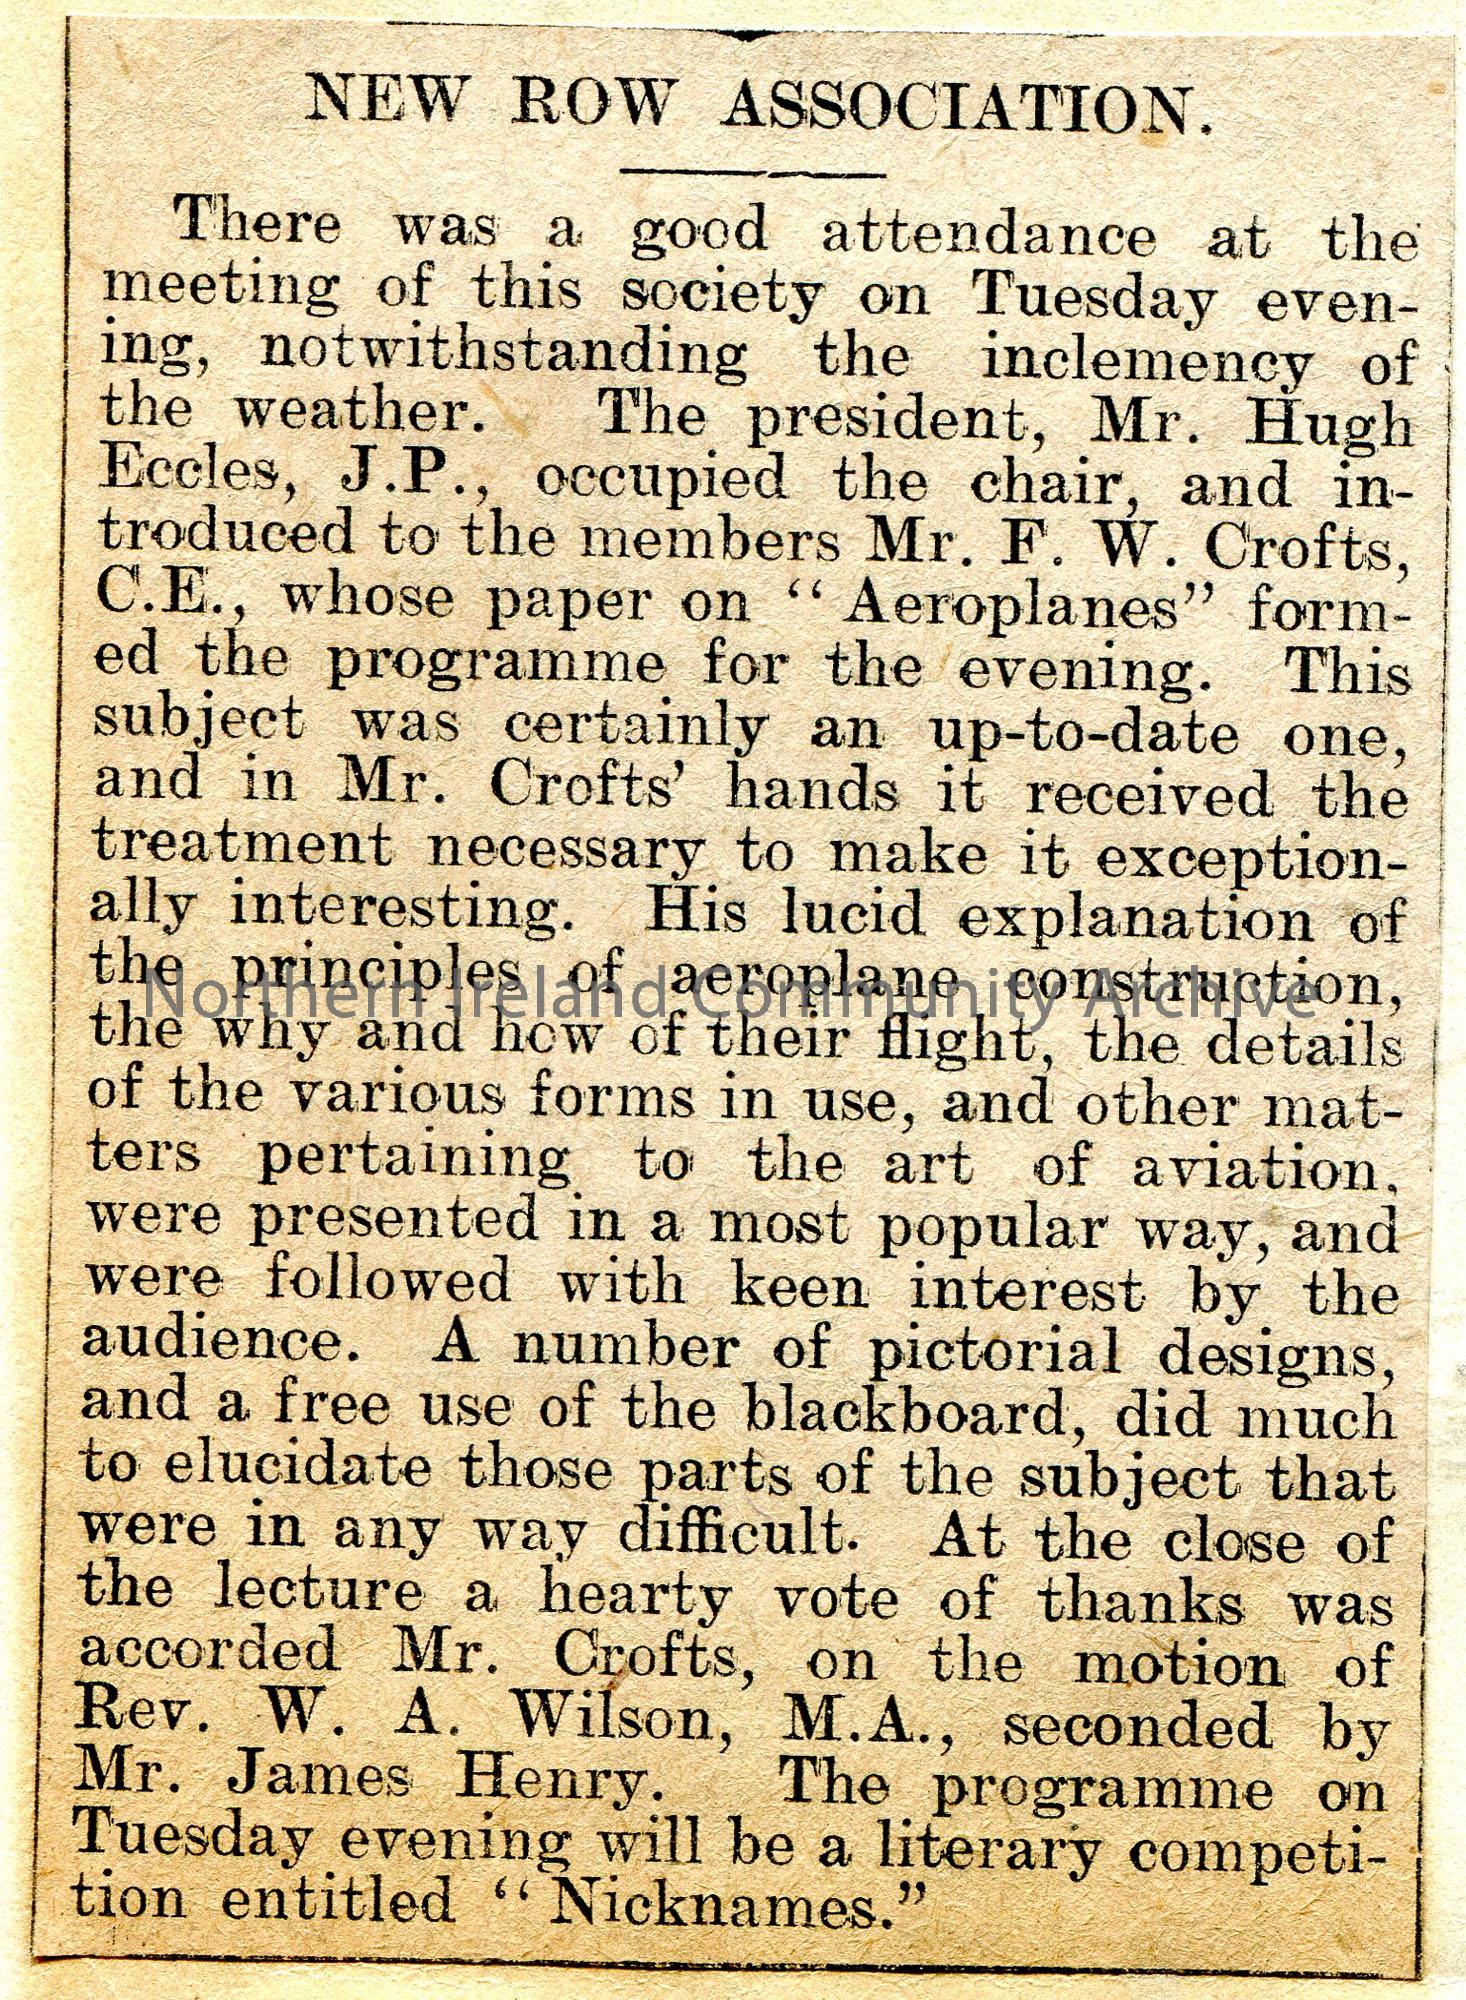 NEW ROW ASSOCIATION.
There was a good attendance at the
meeting of this society on Tuesday even-
ing, notwithstanding the inclemency of
the weather. The president, Mr. Hugh
Eccles, J.P., occupied the chair, and in-
troduced to the members Mr. F. W. Crofts,
C.E., whose paper on "Aeroplanes" form-
ed the programme for the evening. This
subject was certainly an up-to-date one,
and in Mr. Crofts' hands it received the
treatment necessary to make it exception-
ally interesting. His lucid explanation of
the principles of aeroplane construction,
Northern Ireland Community Archive
the why and how of their flight, the details
of the various forms in use, and other mat-
ters pertaining to the art of aviation,
were presented in a most popular way, and
were followed with keen interest by the
audience. A number of pictorial designs,
and a free use of the blackboard, did much
to elucidate those parts of the subject that
were in any way difficult. At the close of
the lecture a hearty vote of thanks was
accorded Mr. Crofts, on the motion of
Rev. W. A. Wilson, M.A., seconded by
Mr. James Henry. The programme on
Tuesday evening will be a literary competi-
tion entitled "Nicknames."